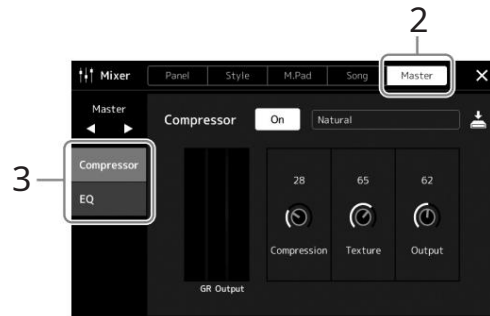 2
Mixer Panel Style M.Pad Song Master
Master
Compressor On Natural
3
Compressor
EQ
28 65 62
Compression Texture Output
GR Output